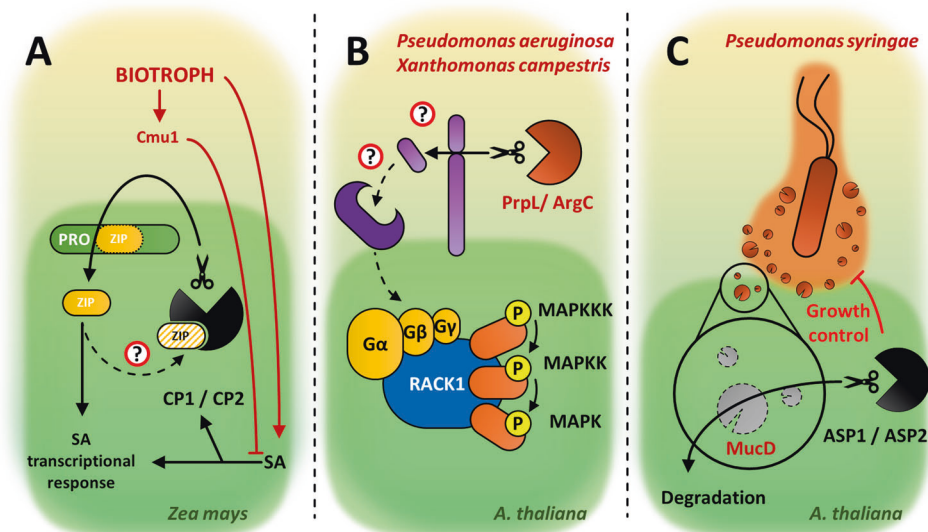 A
BIOTROPH
Cmu1
PRO
ZIP
ZIP
ZIP
?
CP1 / CP2
SA
transcriptional
response
SA
Zea mays
B
Pseudomonas aeruginosa
Xanthomonas campestris
?
?
PrpL/ ArgC
Gα
Gβ
Gγ
RACK1
P
MAPKKK
P
MAPKK
P
MAPK
A. thaliana
C
Pseudomonas syringae
Growth
control
MucD
ASP1 / ASP2
Degradation
A. thaliana